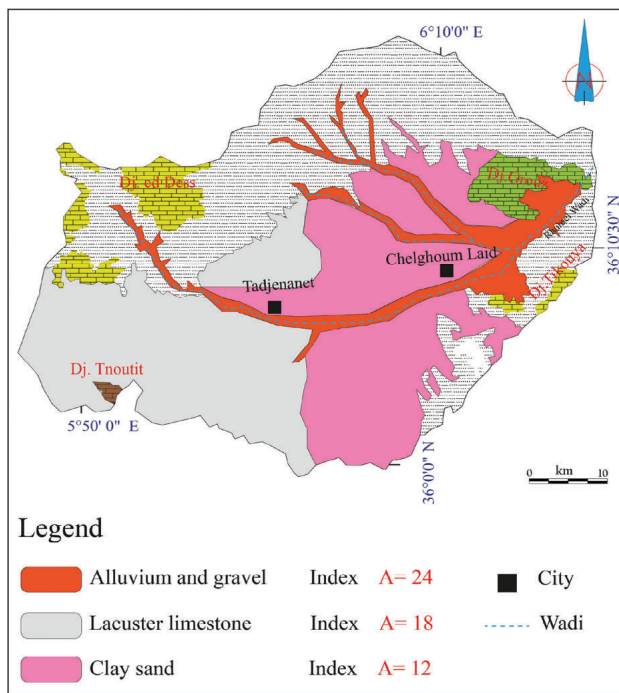 6°10'0" E
N
Dj. ed Dess
Rhumel Wadi
36°10'30" N
Chelghoum Laid
Tadjenanet
Dj. Tnoutit
5°50' 0" E
36°0'0" N
km
0 10
Legend
Alluvium and gravel Index A= 24 City
Lacuster limestone Index A= 18 Wadi
Clay sand Index A= 12